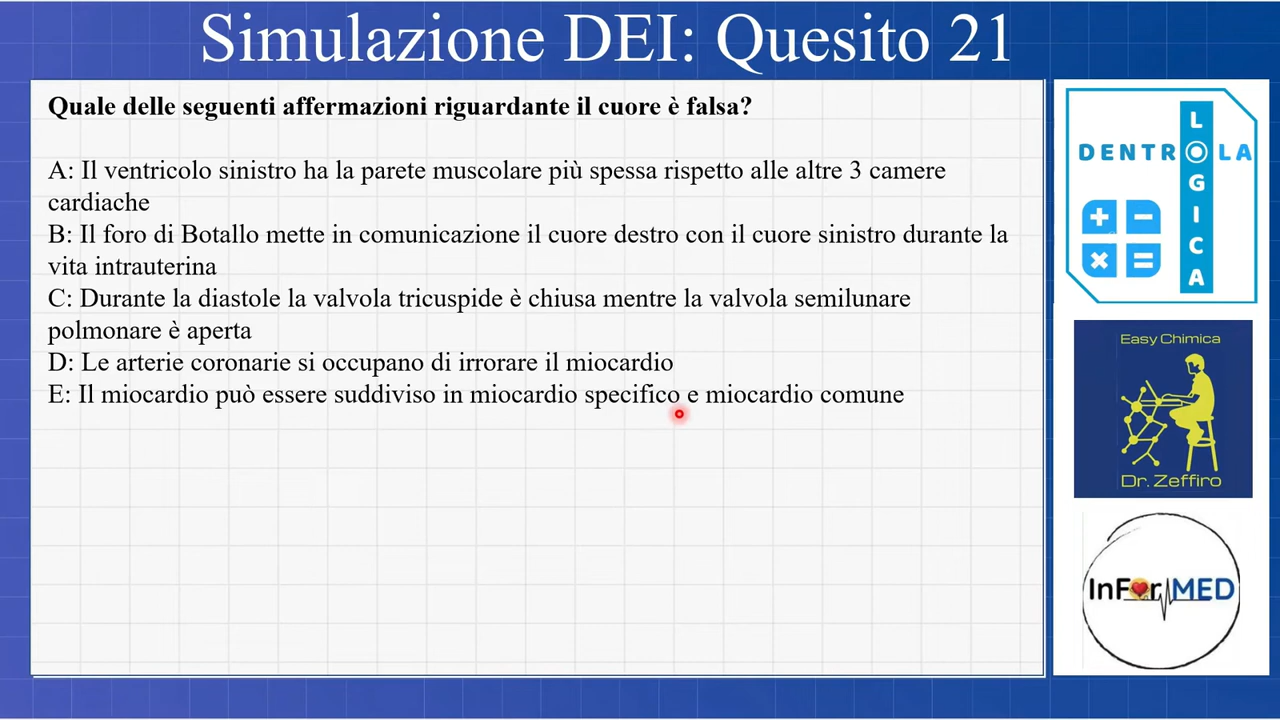 Simulazione DEI: Quesito 21
Quale delle seguenti affermazioni riguardante il cuore è falsa?
A: Il ventricolo sinistro ha la parete muscolare più spessa rispetto alle altre 3 camere
cardiache
B: Il foro di Botallo mette in comunicazione il cuore destro con il cuore sinistro durante la
vita intrauterina
C: Durante la diastole la valvola tricuspide è chiusa mentre la valvola semilunare
polmonare è aperta
D: Le arterie coronarie si occupano di irrorare il miocardio
E: Il miocardio può essere suddiviso in miocardio specifico e miocardio comune
DENTROLA
LOGICA
Easy Chimica
Dr. Zeffiro
InForMED